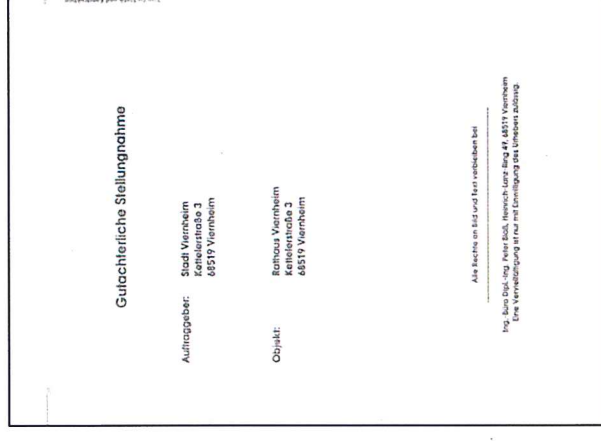 Gutachterliche Stellungnahme
Auftraggeber: Stadt Viernheim
Kettelerstraße 3
68519 Viernheim
Objekt: Rathaus Viernheim
Kettelerstraße 3
68519 Viernheim
Alle Rechte an Bild und Text verbleiben bei
Ing.-Büro Dipl.-Ing. Peter Heinrich-Lanz-Ring 49, 68519 Viernheim
Eine Vervielfältigung ist nur mit Einwilligung des Urhebers zulässig.